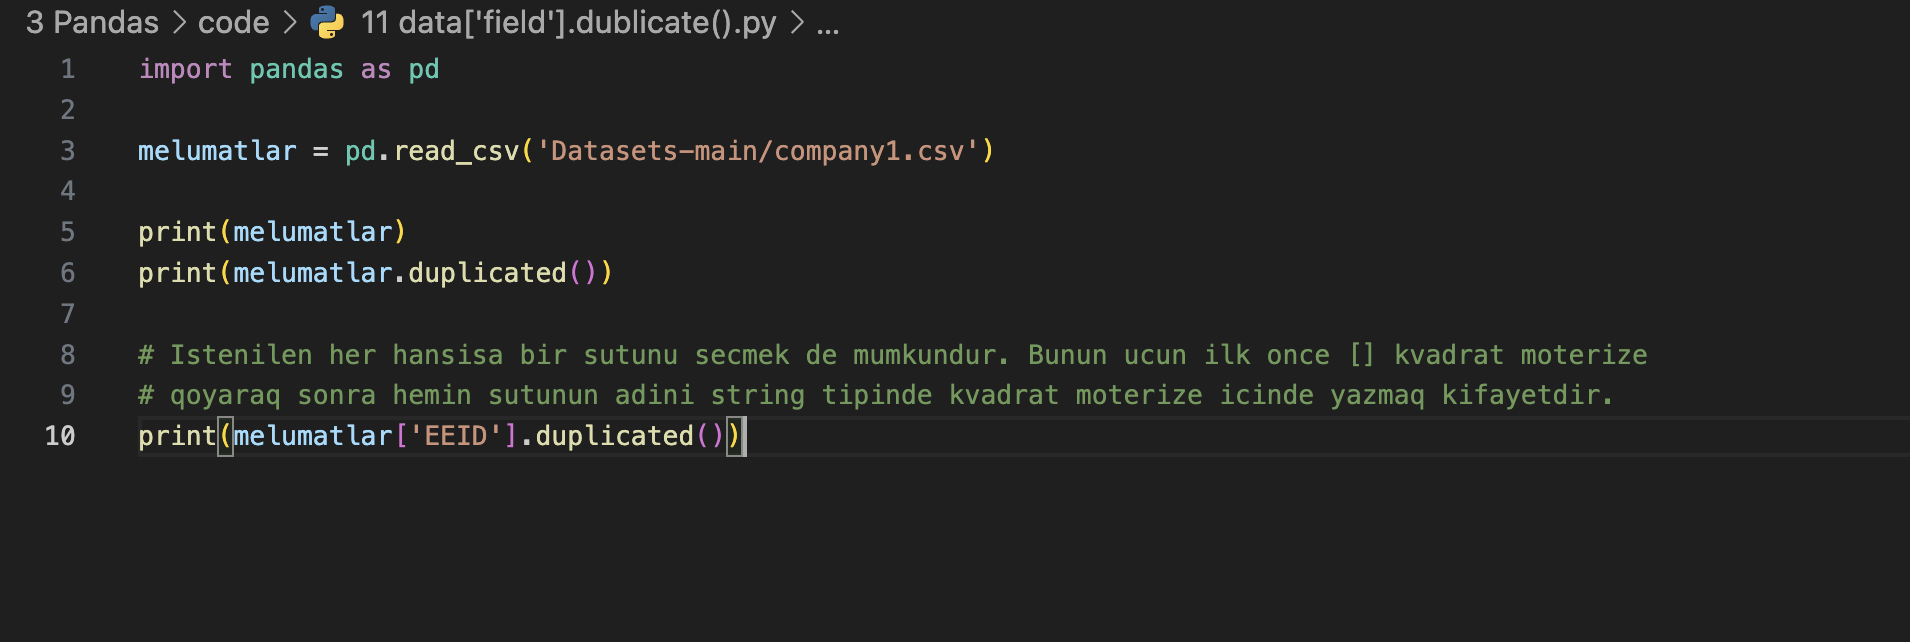 3 Pandas > code > 11 data['field'].dublicate().py > ...
1 import pandas as pd
2
3 melumatlar = pd.read_csv('Datasets-main/company1.csv')
4
5 print(melumatlar)
6 print(melumatlar.duplicated())
7
8 # Istenilen her hansisa bir sutunu secmek de mumkundur. Bunun ucun ilk once [] kvadrat moterize
9 # qoyaraq sonra hemin sutunun adini string tipinde kvadrat moterize icinde yazmaq kifayetdir.
10 print(melumatlar['EEID'].duplicated())